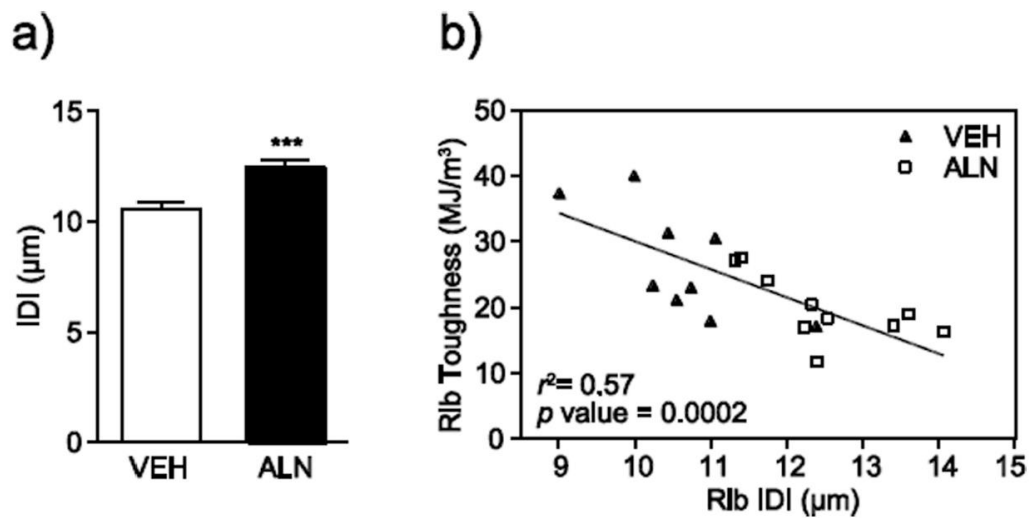 a)
15
10
5
0
IDI (µm)
***
VEH
ALN
b)
50
40
30
20
10
0
Rib Toughness (MJ/m³)
VEH
ALN
r²= 0.57
p value = 0.0002
9 10 11 12 13 14 15
Rib IDI (µm)